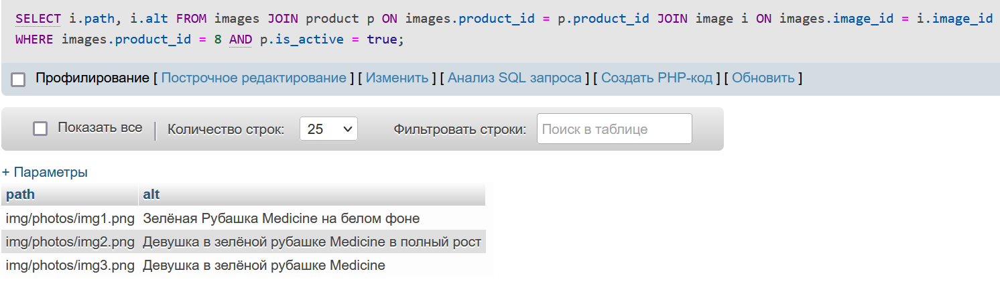 SELECT i.path, i.alt FROM images JOIN product p ON images.product_id = p.product_id JOIN image i ON images.image_id = i.image_id
WHERE images.product_id = 8 AND p.is_active = true;
Профилирование [ Построчное редактирование ] [ Изменить ] [ Анализ SQL запроса ] [ Создать PHP-код ] [ Обновить ]
Показать все | Количество строк: 25 Фильтровать строки: Поиск в таблице
+ Параметры
path alt
img/photos/img1.png Зелёная Рубашка Medicine на белом фоне
img/photos/img2.png Девушка в зелёной рубашке Medicine в полный рост
img/photos/img3.png Девушка в зелёной рубашке Medicine